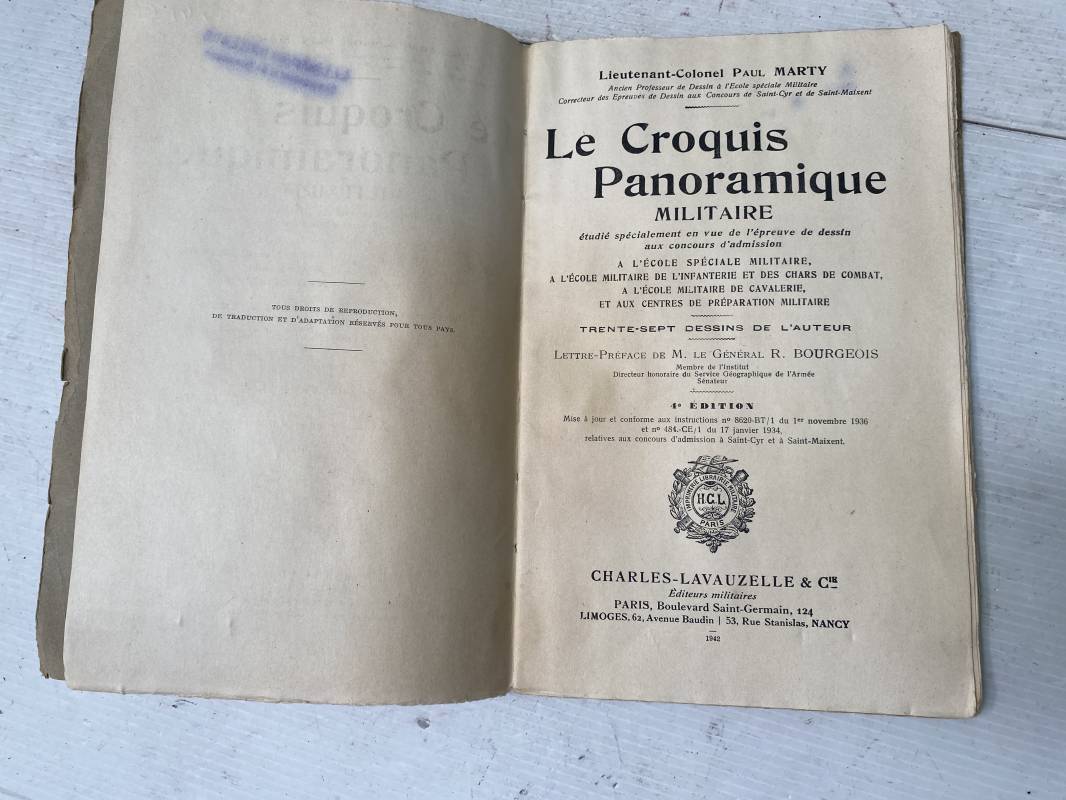 TOUS DROITS DE REPRODUCTION,
DE TRADUCTION ET D'ADAPTATION RÉSERVÉS POUR TOUS PAYS.
Lieutenant-Colonel PAUL MARTY
Ancien Professeur de Dessin à l'Ecole spéciale Militaire
Correcteur des Epreuves de Dessin aux Concours de Saint-Cyr et de Saint-Maixent
Le Croquis
Panoramique
MILITAIRE
étudié spécialement en vue de l'épreuve de dessin
aux concours d'admission
A L'ÉCOLE SPÉCIALE MILITAIRE,
A L'ÉCOLE MILITAIRE DE L'INFANTERIE ET DES CHARS DE COMBAT,
A L'ÉCOLE MILITAIRE DE CAVALERIE,
ET AUX CENTRES DE PRÉPARATION MILITAIRE
TRENTE-SEPT DESSINS DE L'AUTEUR
LETTRE-PRÉFACE DE M. LE GÉNÉRAL R. BOURGEOIS
Membre de l'Institut
Directeur honoraire du Service Géographique de l'Armée
Sénateur
4e ÉDITION
Mise à jour et conforme aux instructions nº 8620-BT/1 du 1er novembre 1936
et nº 484.-CE/1 du 17 janvier 1934,
relatives aux concours d'admission à Saint-Cyr et à Saint-Maixent.
IMPRIMERIE LIBRAIRIE MILITAIRE
H.C.L.
PARIS
CHARLES-LAVAUZELLE & CIE
Éditeurs militaires
PARIS, Boulevard Saint-Germain, 124
LIMOGES, 62, Avenue Baudin | 53, Rue Stanislas, NANCY
1942